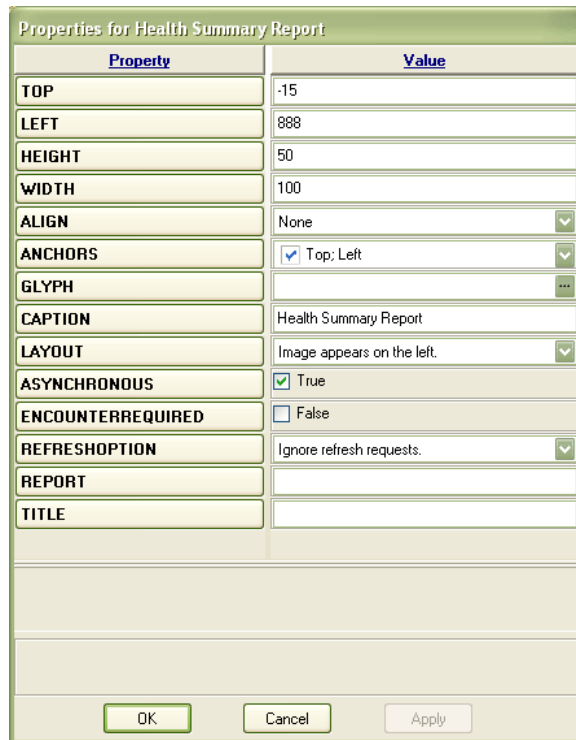 Properties for Health Summary Report
Property Value
TOP -15
LEFT 888
HEIGHT 50
WIDTH 100
ALIGN None
ANCHORS Top; Left
GLYPH ...
CAPTION Health Summary Report
LAYOUT Image appears on the left.
ASYNCHRONOUS True
ENCOUNTERREQUIRED False
REFRESHOPTION Ignore refresh requests.
REPORT
TITLE
OK Cancel Apply